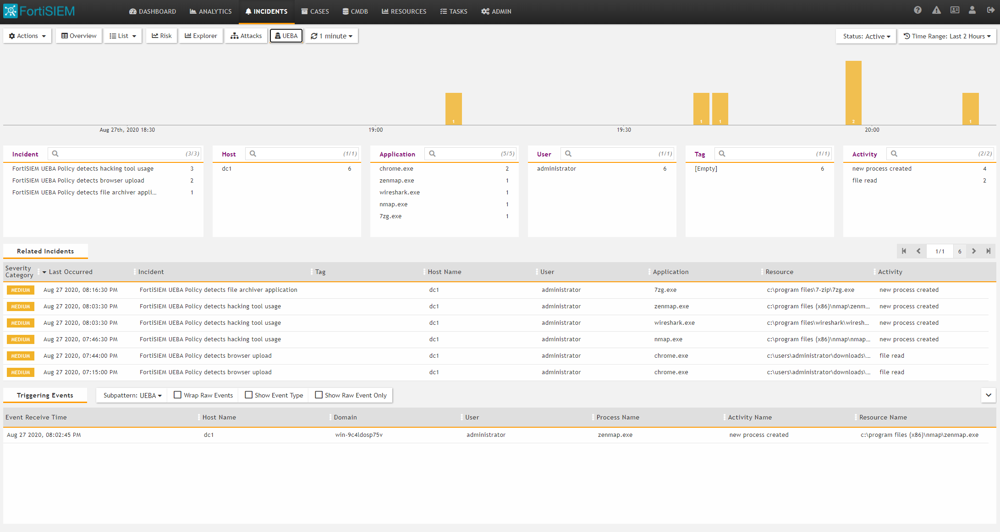 FortiSIEM
DASHBOARD ANALYTICS INCIDENTS CASES CMDB RESOURCES TASKS ADMIN
Actions Overview List Risk Explorer Attacks UEBA 1 minute Status: Active Time Range: Last 2 Hours
1 1 1 2 1
Aug 27th, 2020 18:30 19:00 19:30 20:00
Incident (3/3)
FortiSIEM UEBA Policy detects hacking tool usage 3
FortiSIEM UEBA Policy detects browser upload 2
FortiSIEM UEBA Policy detects file archiver appli... 1
Host (1/1)
dc1 6
Application (5/5)
chrome.exe 2
zenmap.exe 1
wireshark.exe 1
nmap.exe 1
7zg.exe 1
User (1/1)
administrator 6
Tag (1/1)
[Empty] 6
Activity (2/2)
new process created 4
file read 2
Related Incidents 1/1 6
Severity Category Last Occurred Incident Tag Host Name User Application Resource Activity
MEDIUM Aug 27 2020, 08:16:30 PM FortiSIEM UEBA Policy detects file archiver application dc1 administrator 7zg.exe c:\program files\7-zip\7zg.exe new process created
MEDIUM Aug 27 2020, 08:03:30 PM FortiSIEM UEBA Policy detects hacking tool usage dc1 administrator zenmap.exe c:\program files (x86)\nmap\zenm... new process created
MEDIUM Aug 27 2020, 08:03:30 PM FortiSIEM UEBA Policy detects hacking tool usage dc1 administrator wireshark.exe c:\program files\wireshark\wiresh... new process created
MEDIUM Aug 27 2020, 07:46:30 PM FortiSIEM UEBA Policy detects hacking tool usage dc1 administrator nmap.exe c:\program files (x86)\nmap\nmap... new process created
MEDIUM Aug 27 2020, 07:44:00 PM FortiSIEM UEBA Policy detects browser upload dc1 administrator chrome.exe c:\users\administrator\downloads\... file read
MEDIUM Aug 27 2020, 07:15:00 PM FortiSIEM UEBA Policy detects browser upload dc1 administrator chrome.exe c:\users\administrator\downloads\... file read
Triggering Events Subpattern: UEBA Wrap Raw Events Show Event Type Show Raw Event Only
Event Receive Time Host Name Domain User Process Name Activity Name Resource Name
Aug 27 2020, 08:02:45 PM dc1 win-9c4ldosp75v administrator zenmap.exe new process created c:\program files (x86)\nmap\zenmap.exe